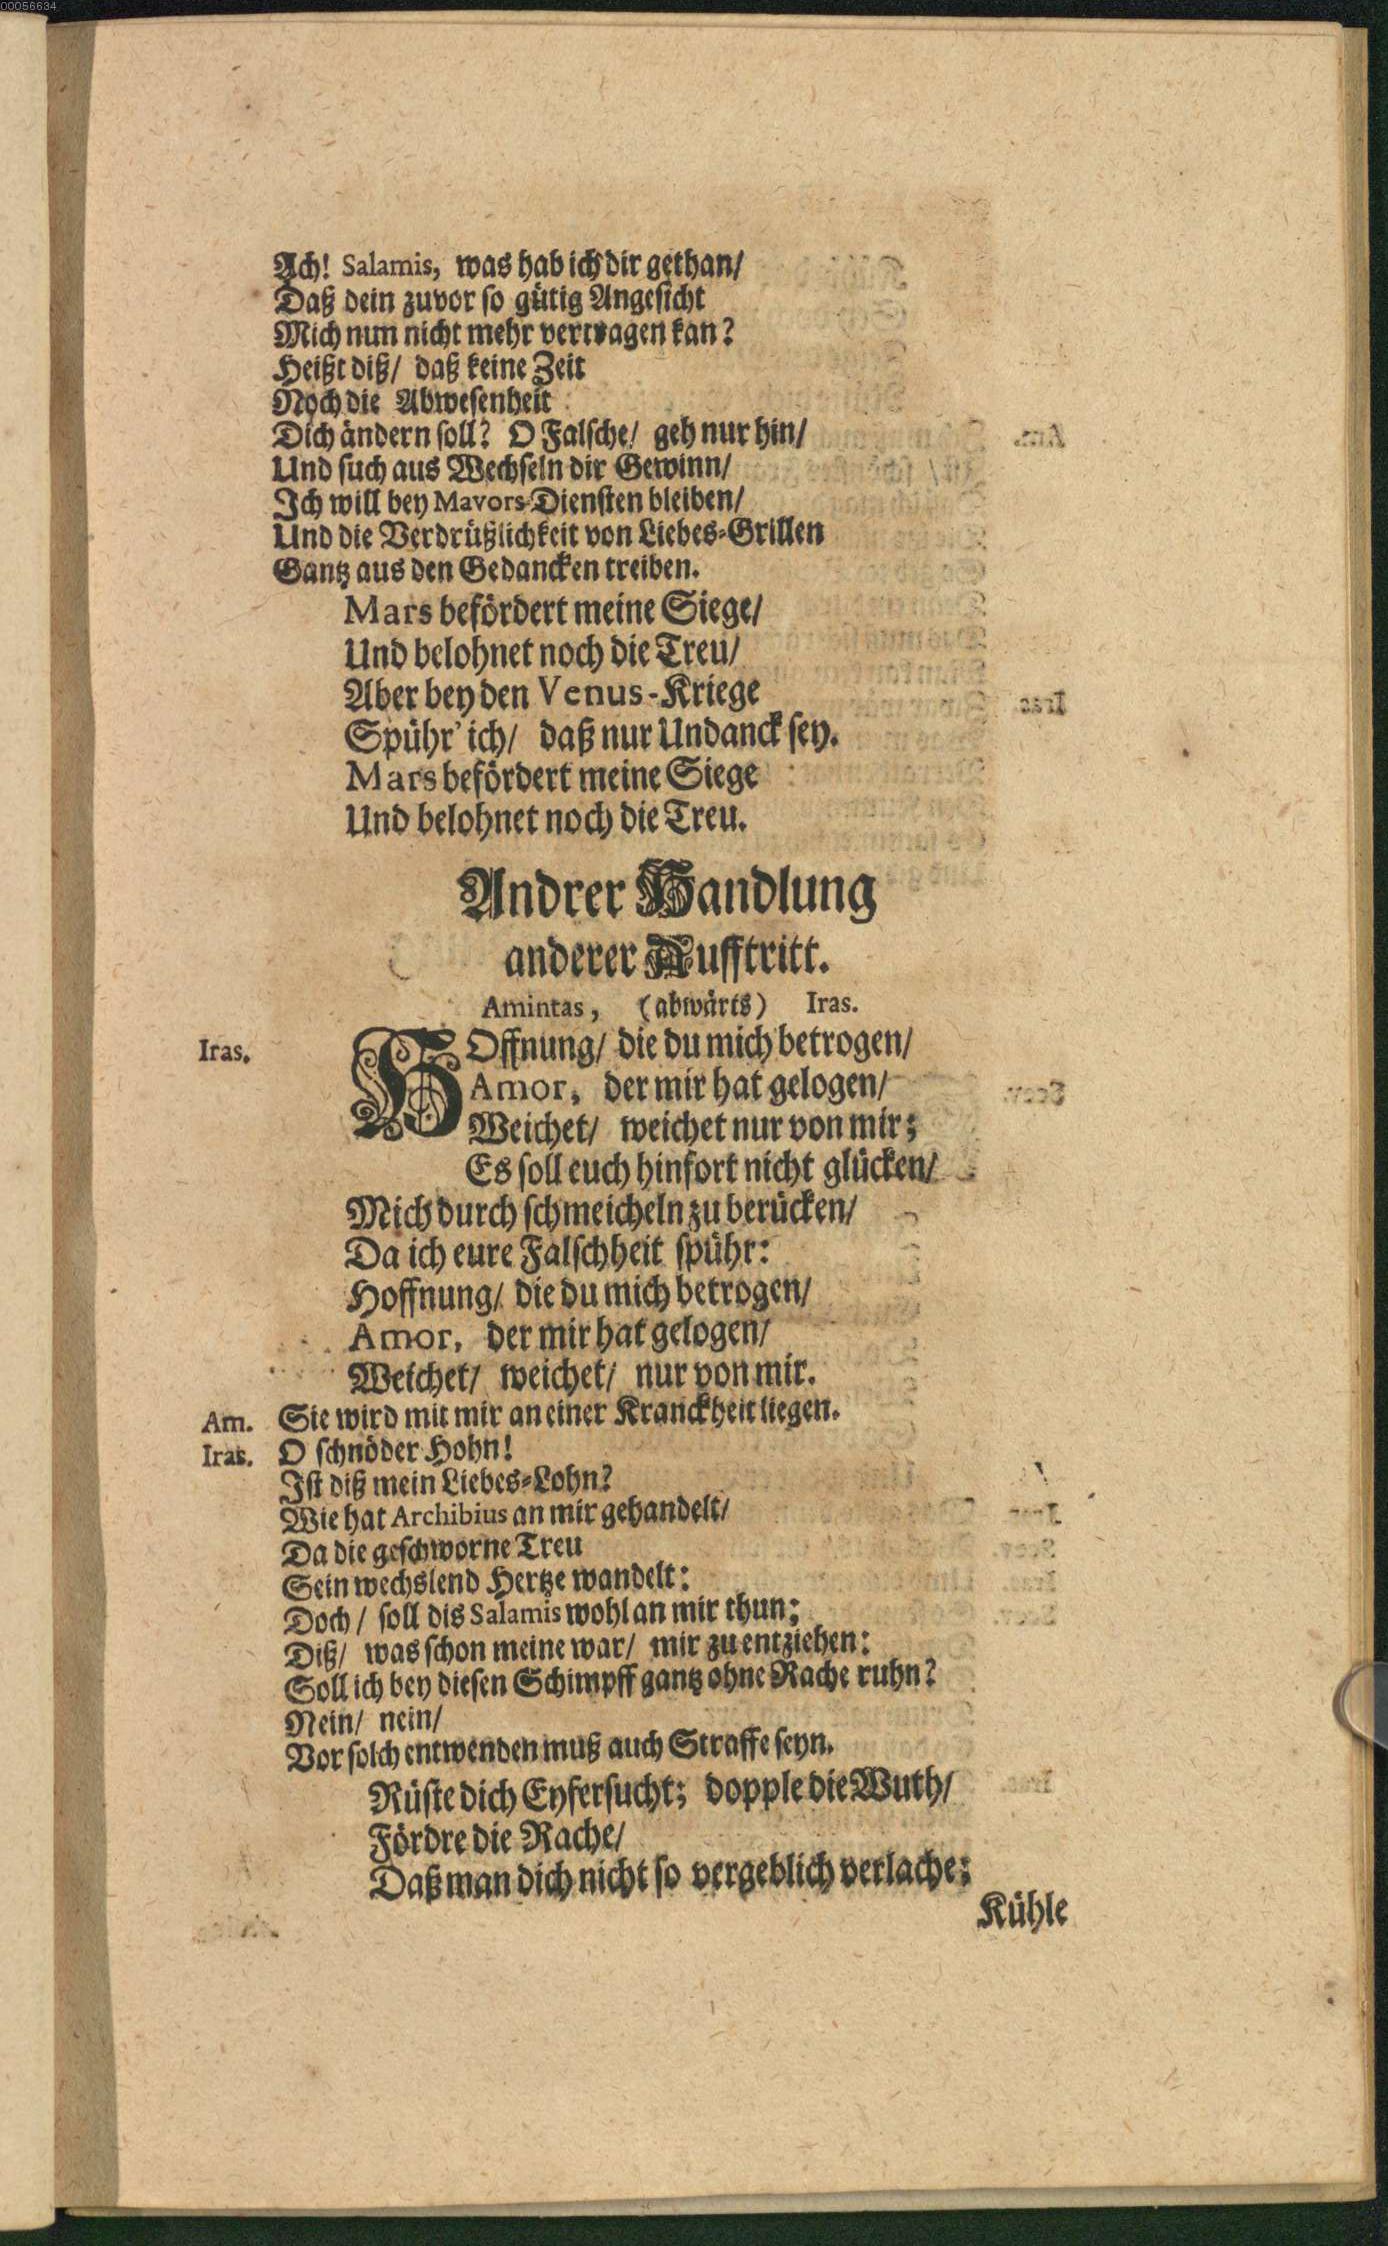 00056634
Ach! Salamis, was hab ich dir gethan/
Daß dein zuvor so gütig Angesicht
Mich nun nicht mehr vertragen kan?
Heißt diß/ daß keine Zeit
Noch die Abwesenheit
Dich ändern soll? O Falsche/ geh nur hin/
Und such aus Wechseln dir Gewinn/
Ich will bey Mavors-Diensten bleiben/
Und die Verdrüßlichkeit von Liebes-Grillen
Gantz aus den Gedancken treiben.
Mars befördert meine Siege/
Und belohnet noch die Treu/
Aber bey den Venus-Kriege
Spühr' ich/ daß nur Undanck sey.
Mars befördert meine Siege
Und belohnet noch die Treu.
Andrer Handlung
anderer Aufftritt.
Amintas, (abwärts) Iras.
Iras. HOffnung/ die du mich betrogen/
Amor, der mir hat gelogen/
Weichet/ weichet nur von mir;
Es soll euch hinfort nicht glücken/
Mich durch schmeicheln zu berücken/
Da ich eure Falschheit spühr:
Hoffnung/ die du mich betrogen/
Amor, der mir hat gelogen/
Weichet/ weichet/ nur von mir.
Am. Sie wird mit mir an einer Kranckheit liegen.
Iras. O schnöder Hohn!
Ist diß mein Liebes-Lohn?
Wie hat Archibius an mir gehandelt/
Da die geschworne Treu
Sein wechslend Hertze wandelt:
Doch/ soll dis Salamis wohl an mir thun;
Diß/ was schon meine war/ mir zu entziehen:
Soll ich bey diesen Schimpff gantz ohne Rache ruhn?
Nein/ nein/
Vor solch entwenden muß auch Straffe seyn.
Rüste dich Eyfersucht; dopple die Wuth/
Fördre die Rache/
Daß man dich nicht so vergeblich verlache;
Kühle